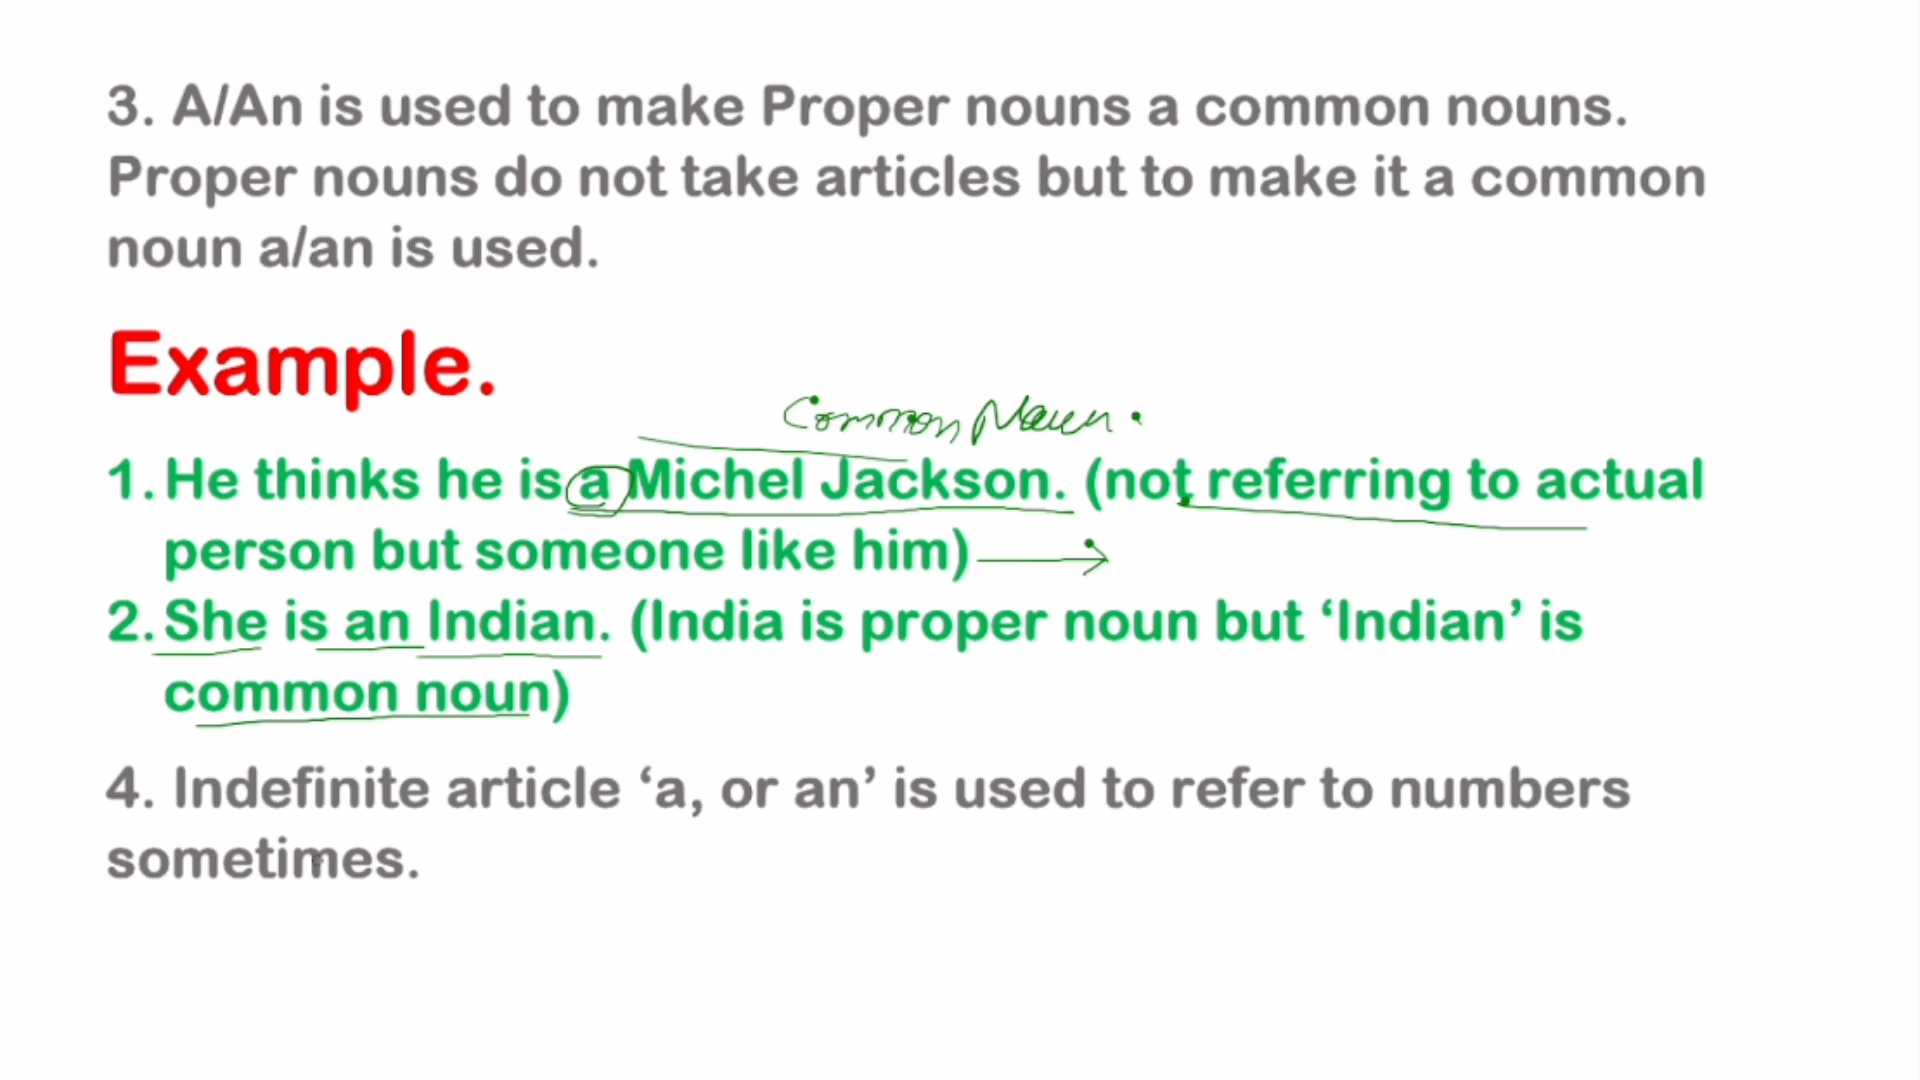 3. A/An is used to make Proper nouns a common nouns.
Proper nouns do not take articles but to make it a common
noun a/an is used.
Example.
Common Noun.
1. He thinks he is a Michel Jackson. (not referring to actual
person but someone like him)
2. She is an Indian. (India is proper noun but ‘Indian’ is
common noun)
4. Indefinite article ‘a, or an’ is used to refer to numbers
sometimes.